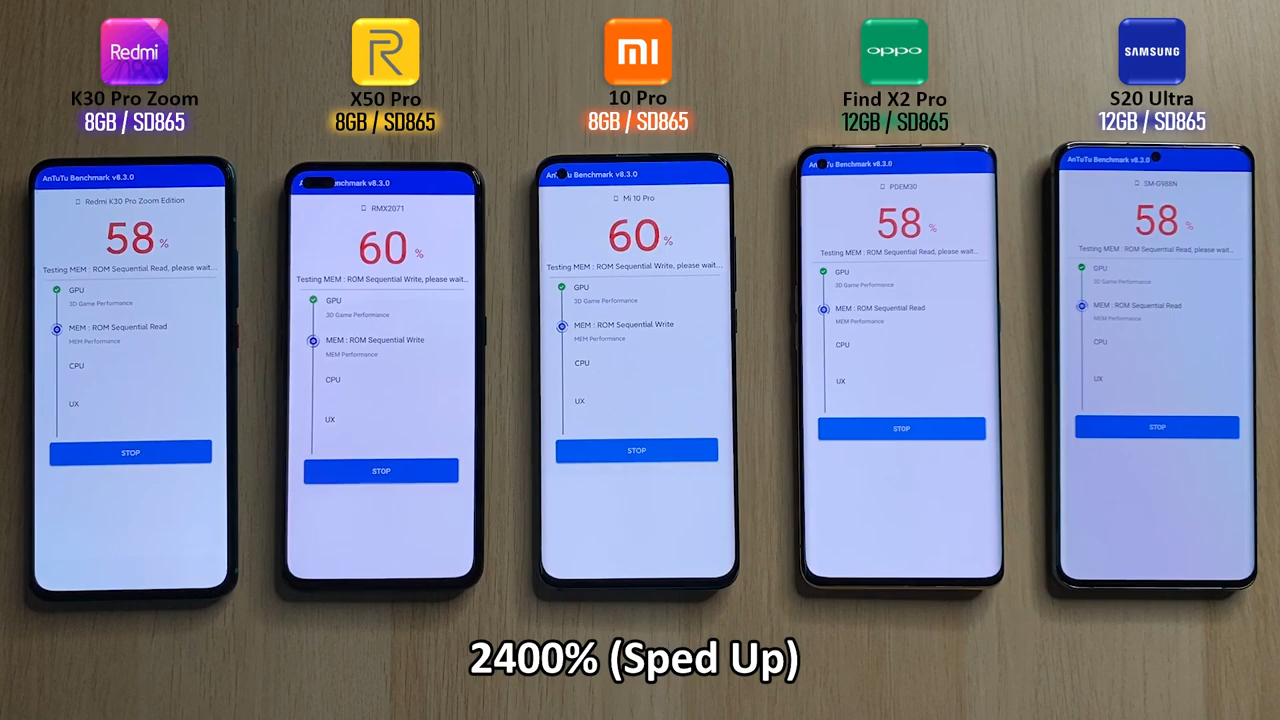 Redmi
K30 Pro Zoom
8GB / SD865
X50 Pro
8GB / SD865
mi
10 Pro
8GB / SD865
oppo
Find X2 Pro
12GB / SD865
SAMSUNG
S20 Ultra
12GB / SD865
AnTuTu Benchmark v8.3.0
Redmi K30 Pro Zoom Edition
58 %
Testing MEM : ROM Sequential Read, please wait...
GPU
3D Game Performance
MEM : ROM Sequential Read
MEM Performance
CPU
UX
STOP
nchmark v8.3.0
RMX2071
60 %
Testing MEM : ROM Sequential Write, please wait...
GPU
3D Game Performance
MEM : ROM Sequential Write
MEM Performance
CPU
UX
STOP
AnTuTu Benchmark v8.3.0
Mi 10 Pro
60 %
Testing MEM : ROM Sequential Write, please wait...
GPU
3D Game Performance
MEM : ROM Sequential Write
MEM Performance
CPU
UX
STOP
AnTuTu Benchmark v8.3.0
PDEM30
58 %
Testing MEM : ROM Sequential Read, please wait...
GPU
3D Game Performance
MEM : ROM Sequential Read
MEM Performance
CPU
UX
STOP
AnTuTu Benchmark v8.3.0
SM-G988N
58 %
Testing MEM : ROM Sequential Read, please wait...
GPU
3D Game Performance
MEM : ROM Sequential Read
MEM Performance
CPU
UX
STOP
2400% (Sped Up)